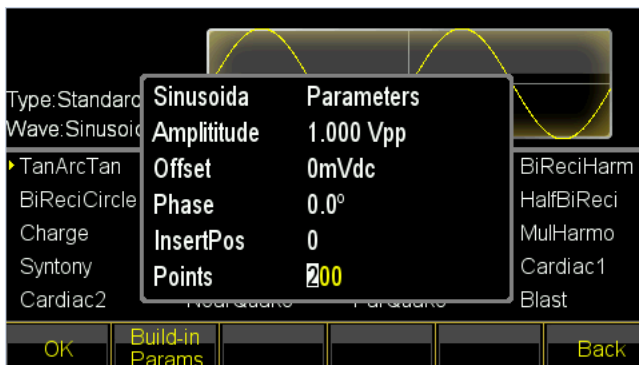 Type:Standard
Wave:Sinusoid
Sinusoida Parameters
Amplititude 1.000 Vpp
Offset 0mVdc
Phase 0.0º
InsertPos 0
Points 200
TanArcTan BiReciHarm
BiReciCircle HalfBiReci
Charge MulHarmo
Syntony Cardiac1
Cardiac2 Blast
OK Build-in Params Back